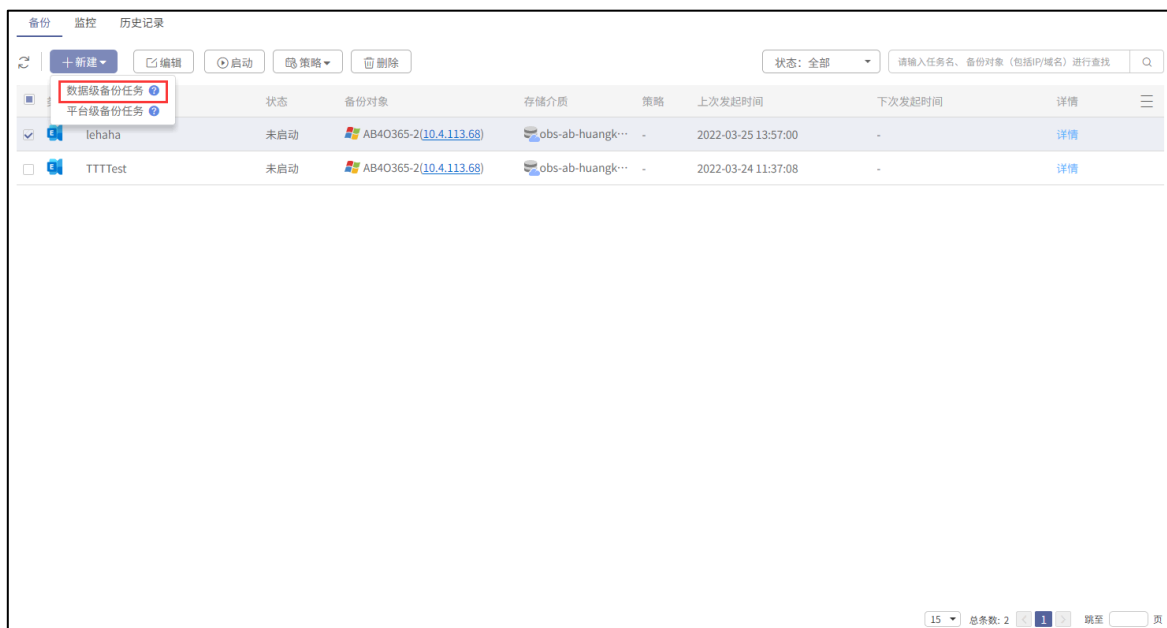 备份 监控 历史记录
新建 编辑 启动 策略 删除 状态：全部 请输入任务名、备份对象（包括IP/域名）进行查找
数据级备份任务 ?
平台级备份任务 ?
状态 备份对象 存储介质 策略 上次发起时间 下次发起时间 详情
lehaha 未启动 AB4O365-2(10.4.113.68) obs-ab-huangk··· - 2022-03-25 13:57:00 - 详情
TTTTest 未启动 AB4O365-2(10.4.113.68) obs-ab-huangk··· - 2022-03-24 11:37:08 - 详情
15 总条数: 2 < 1 > 跳至 页